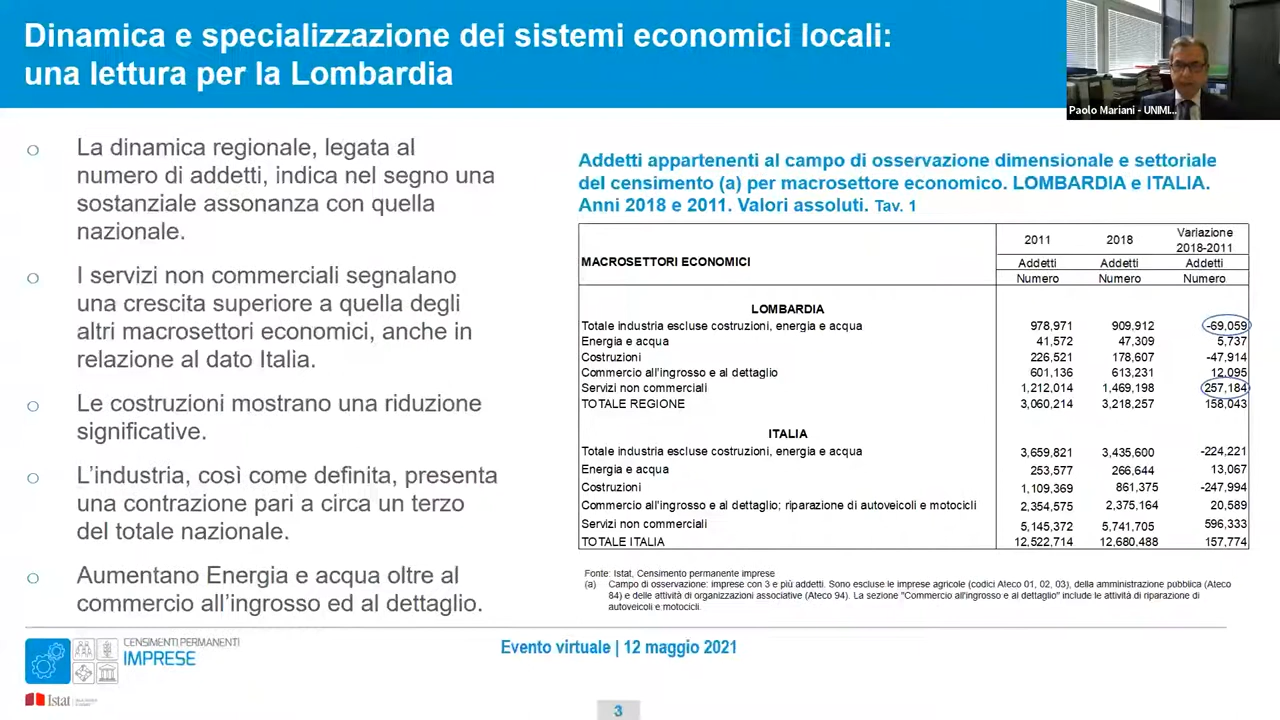 Dinamica e specializzazione dei sistemi economici locali:
una lettura per la Lombardia
Paolo Mariani - UNIMI...
o La dinamica regionale, legata al
numero di addetti, indica nel segno una
sostanziale assonanza con quella
nazionale.
o I servizi non commerciali segnalano
una crescita superiore a quella degli
altri macrosettori economici, anche in
relazione al dato Italia.
o Le costruzioni mostrano una riduzione
significative.
o L'industria, così come definita, presenta
una contrazione pari a circa un terzo
del totale nazionale.
o Aumentano Energia e acqua oltre al
commercio all'ingrosso ed al dettaglio.
Addetti appartenenti al campo di osservazione dimensionale e settoriale
del censimento (a) per macrosettore economico. LOMBARDIA e ITALIA.
Anni 2018 e 2011. Valori assoluti. Tav. 1
MACROSETTORI ECONOMICI
2011 2018 Variazione 2018-2011
Addetti Addetti Addetti
Numero Numero Numero
LOMBARDIA
Totale industria escluse costruzioni, energia e acqua 978,971 909,912 -69,059
Energia e acqua 41,572 47,309 5,737
Costruzioni 226,521 178,607 -47,914
Commercio all'ingrosso e al dettaglio 601,136 613,231 12,095
Servizi non commerciali 1,212,014 1,469,198 257,184
TOTALE REGIONE 3,060,214 3,218,257 158,043
ITALIA
Totale industria escluse costruzioni, energia e acqua 3,659,821 3,435,600 -224,221
Energia e acqua 253,577 266,644 13,067
Costruzioni 1,109,369 861,375 -247,994
Commercio all'ingrosso e al dettaglio; riparazione di autoveicoli e motocicli 2,354,575 2,375,164 20,589
Servizi non commerciali 5,145,372 5,741,705 596,333
TOTALE ITALIA 12,522,714 12,680,488 157,774
Fonte: Istat, Censimento permanente imprese
(a) Campo di osservazione: imprese con 3 e più addetti. Sono escluse le imprese agricole (codici Ateco 01, 02, 03), della amministrazione pubblica (Ateco
84) e delle attività di organizzazioni associative (Ateco 94). La sezione "Commercio all'ingrosso e al dettaglio" include le attività di riparazione di
autoveicoli e motocicli.
CENSIMENTI PERMANENTI
IMPRESE
Istat
Evento virtuale | 12 maggio 2021
3